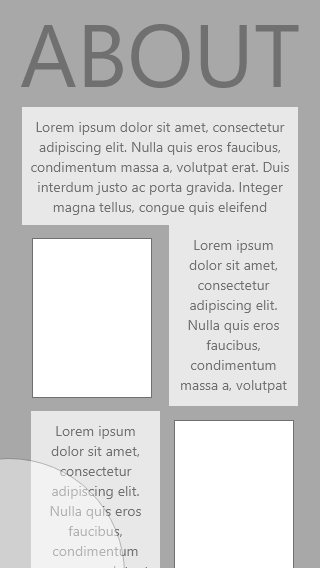 ABOUT
Lorem ipsum dolor sit amet, consectetur
adipiscing elit. Nulla quis eros faucibus,
condimentum massa a, volutpat erat. Duis
interdum justo ac porta gravida. Integer
magna tellus, congue quis eleifend
Lorem ipsum
dolor sit amet,
consectetur
adipiscing elit.
Nulla quis eros
faucibus,
condimentum
massa a, volutpat
Lorem ipsum
dolor sit amet,
consectetur
adipiscing elit.
Nulla quis eros
faucibus,
condimentum